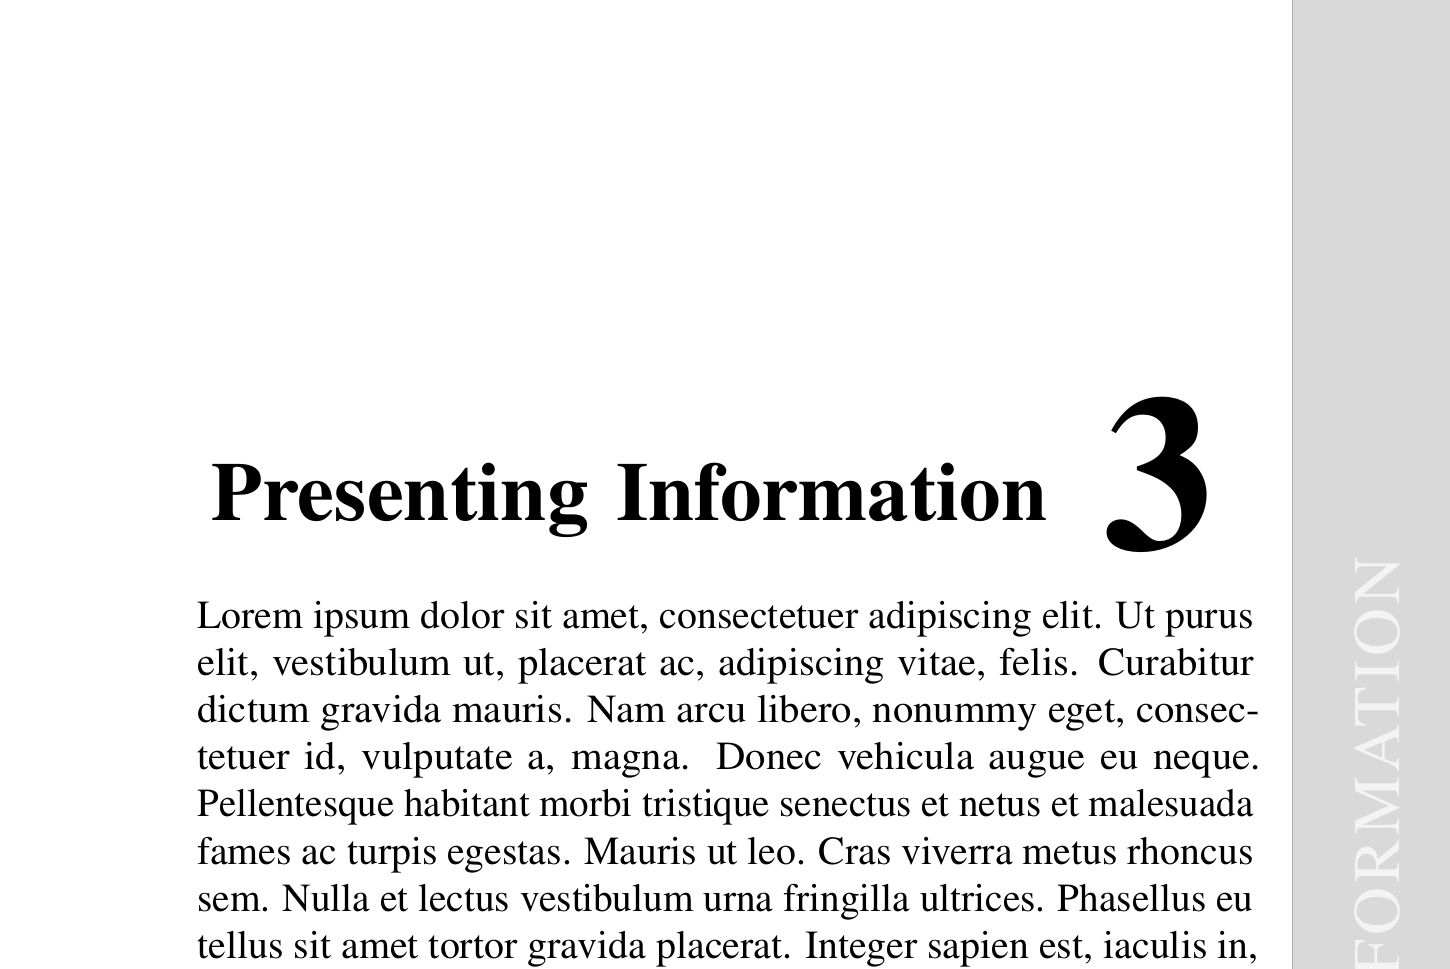 Presenting Information 3
Lorem ipsum dolor sit amet, consectetuer adipiscing elit. Ut purus
elit, vestibulum ut, placerat ac, adipiscing vitae, felis. Curabitur
dictum gravida mauris. Nam arcu libero, nonummy eget, consec-
tetuer id, vulputate a, magna. Donec vehicula augue eu neque.
Pellentesque habitant morbi tristique senectus et netus et malesuada
fames ac turpis egestas. Mauris ut leo. Cras viverra metus rhoncus
sem. Nulla et lectus vestibulum urna fringilla ultrices. Phasellus eu
tellus sit amet tortor gravida placerat. Integer sapien est, iaculis in,
FORMATION